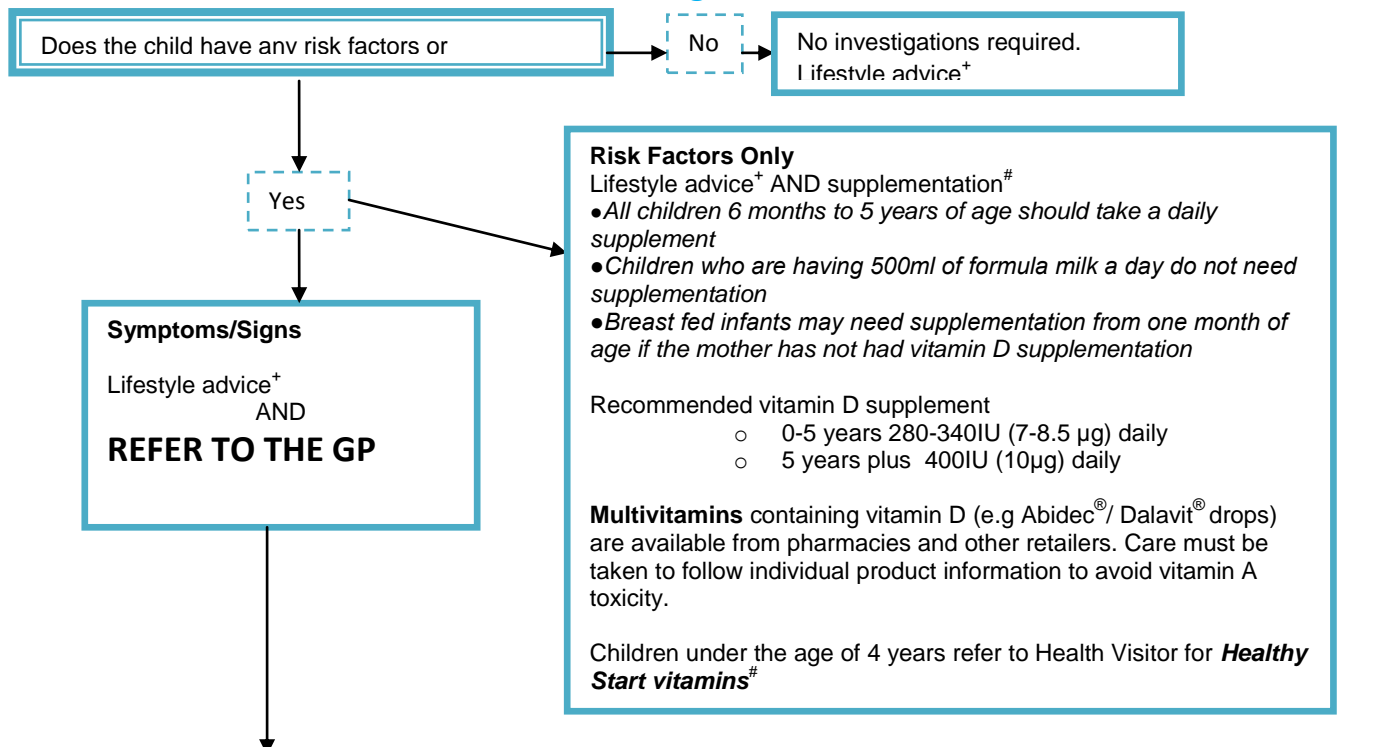 Does the child have any risk factors or
No
No investigations required.
Lifestyle advice+
Yes
Risk Factors Only
Lifestyle advice+ AND supplementation#
●All children 6 months to 5 years of age should take a daily
supplement
●Children who are having 500ml of formula milk a day do not need
supplementation
●Breast fed infants may need supplementation from one month of
age if the mother has not had vitamin D supplementation
Recommended vitamin D supplement
o 0-5 years 280-340IU (7-8.5 µg) daily
o 5 years plus 400IU (10µg) daily
Multivitamins containing vitamin D (e.g Abidec®/ Dalavit® drops)
are available from pharmacies and other retailers. Care must be
taken to follow individual product information to avoid vitamin A
toxicity.
Children under the age of 4 years refer to Health Visitor for Healthy
Start vitamins#
Symptoms/Signs
Lifestyle advice+
AND
REFER TO THE GP